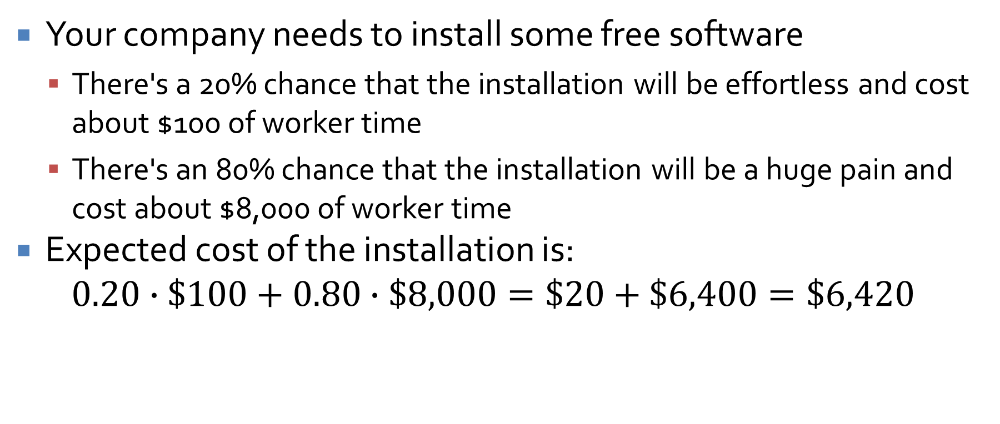 Your company needs to install some free software
There's a 20% chance that the installation will be effortless and cost
about $100 of worker time
There's an 80% chance that the installation will be a huge pain and
cost about $8,000 of worker time
Expected cost of the installation is:
0.20 · $100 + 0.80 · $8,000 = $20 + $6,400 = $6,420